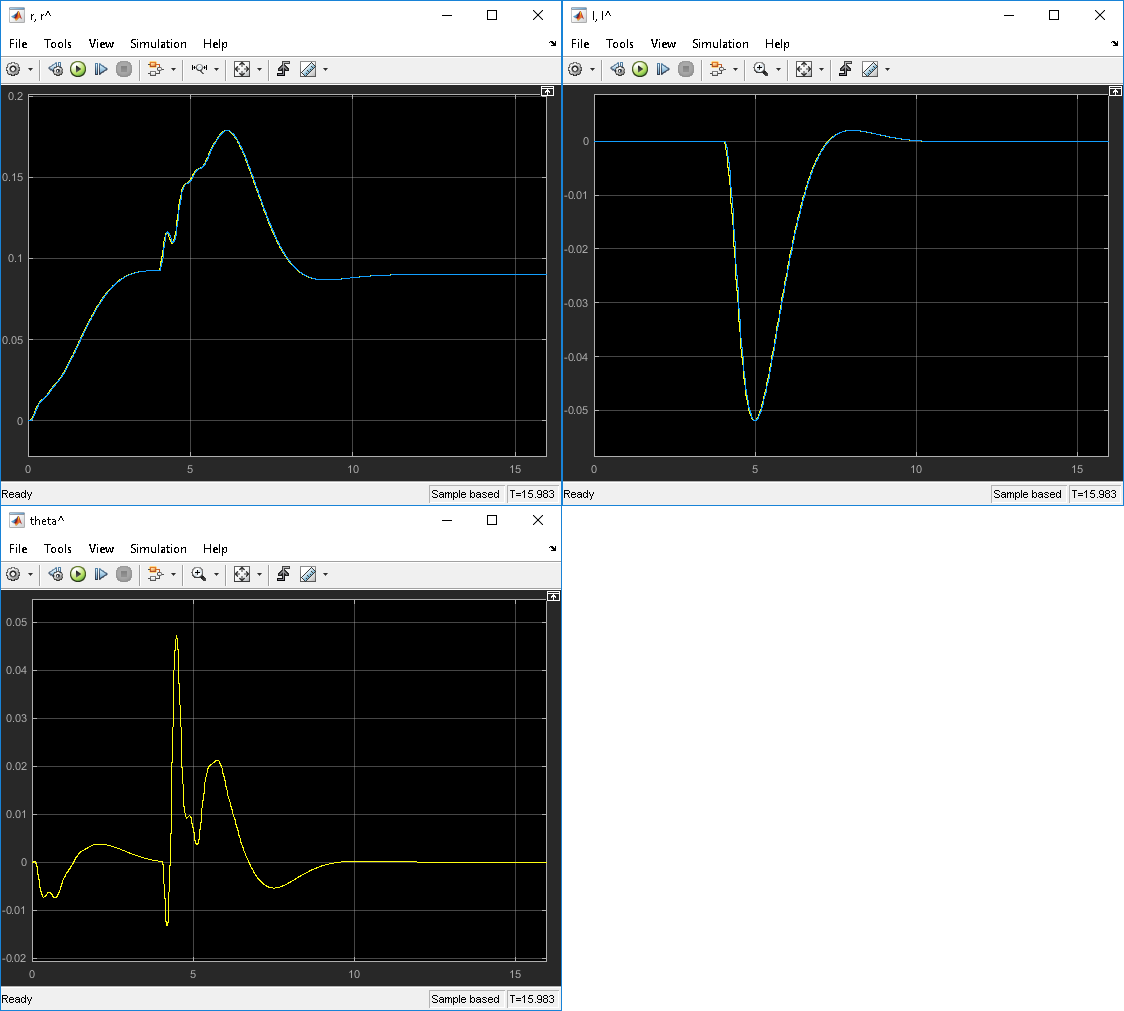 r, r^
File Tools View Simulation Help
0.2
0.15
0.1
0.05
0
0 5 10 15
Ready Sample based T=15.983
l, l^
File Tools View Simulation Help
0
-0.01
-0.02
-0.03
-0.04
-0.05
0 5 10 15
Ready Sample based T=15.983
theta^
File Tools View Simulation Help
0.05
0.04
0.03
0.02
0.01
0
-0.01
-0.02
0 5 10 15
Ready Sample based T=15.983